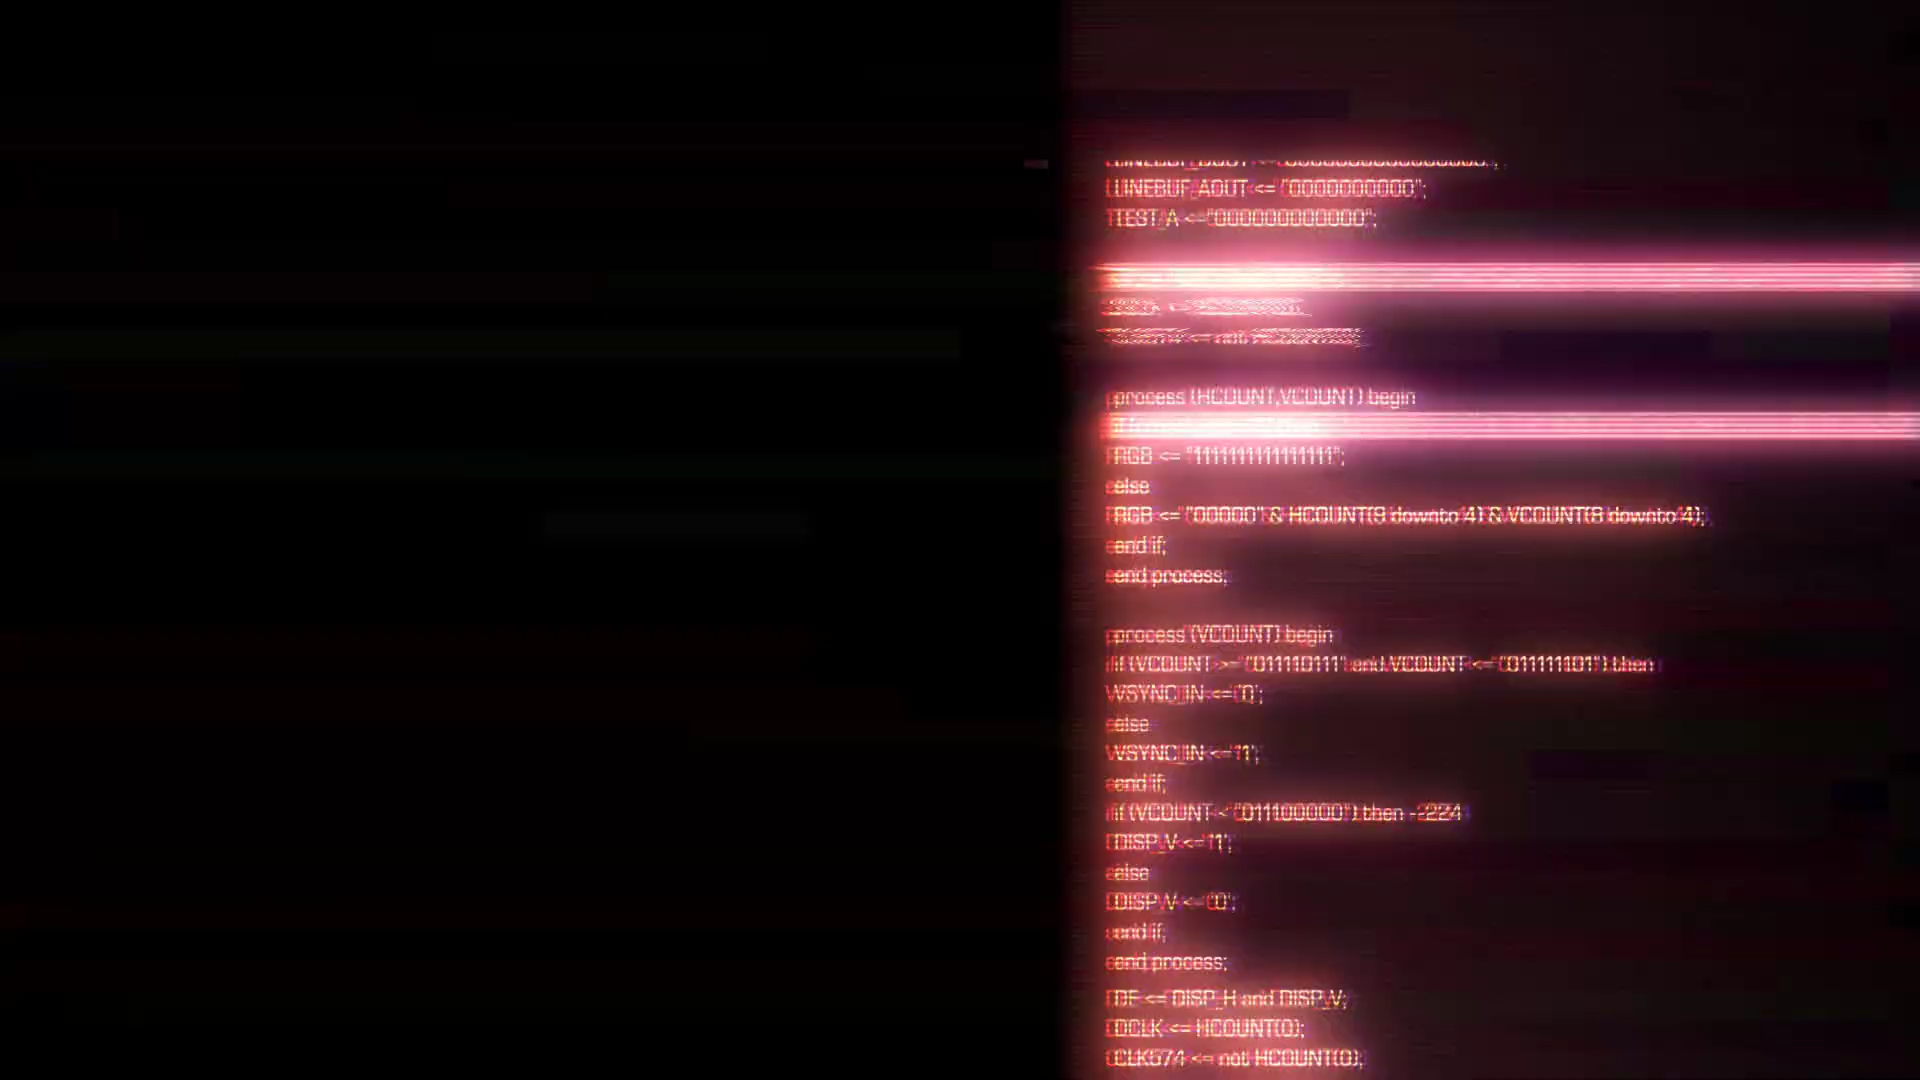 LINEBUF_AOUT <= "0000000000";
TEST_A <= "000000000000";
<= not
process (HCOUNT,VCOUNT) begin
RGB <= "1111111111111111";
else
RGB <= "00000" & HCOUNT(9 downto 4) & VCOUNT(8 downto 4);
end if;
end process;
process (VCOUNT) begin
if (VCOUNT >= "011110111" and VCOUNT <= "011111101") then
VSYNC_IN <= '0';
else
VSYNC_IN <= '1';
end if;
if (VCOUNT < "011100000") then -224
DISP_V <= '1';
else
DISP_V <= '0';
end if;
end process;
DE <= DISP_H and DISP_V;
DCLK <= HCOUNT(0);
CLK574 <= not HCOUNT(0);